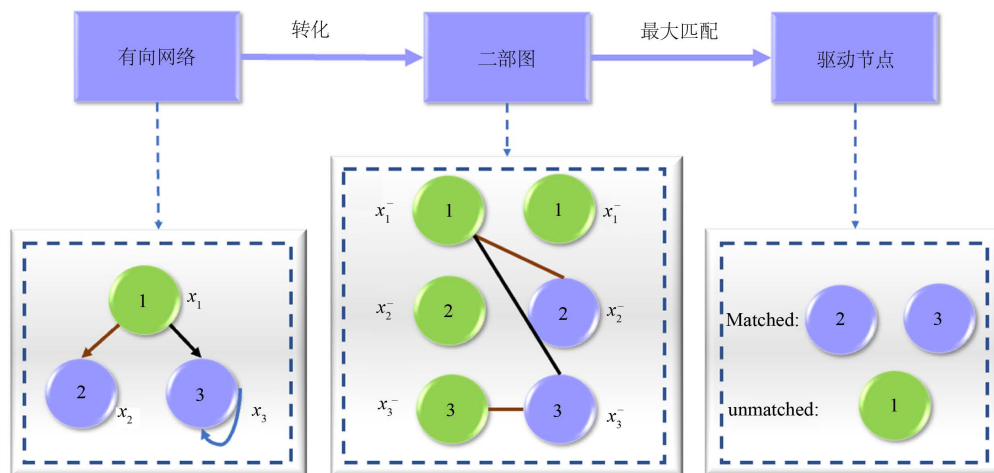 有向网络
转化
二部图
最大匹配
驱动节点
1
x₁
2
x₂
3
x₃
x₁⁻
1
1
x₁⁻
x₂⁻
2
2
x₂⁻
x₃⁻
3
3
x₃⁻
Matched:
2
3
unmatched:
1